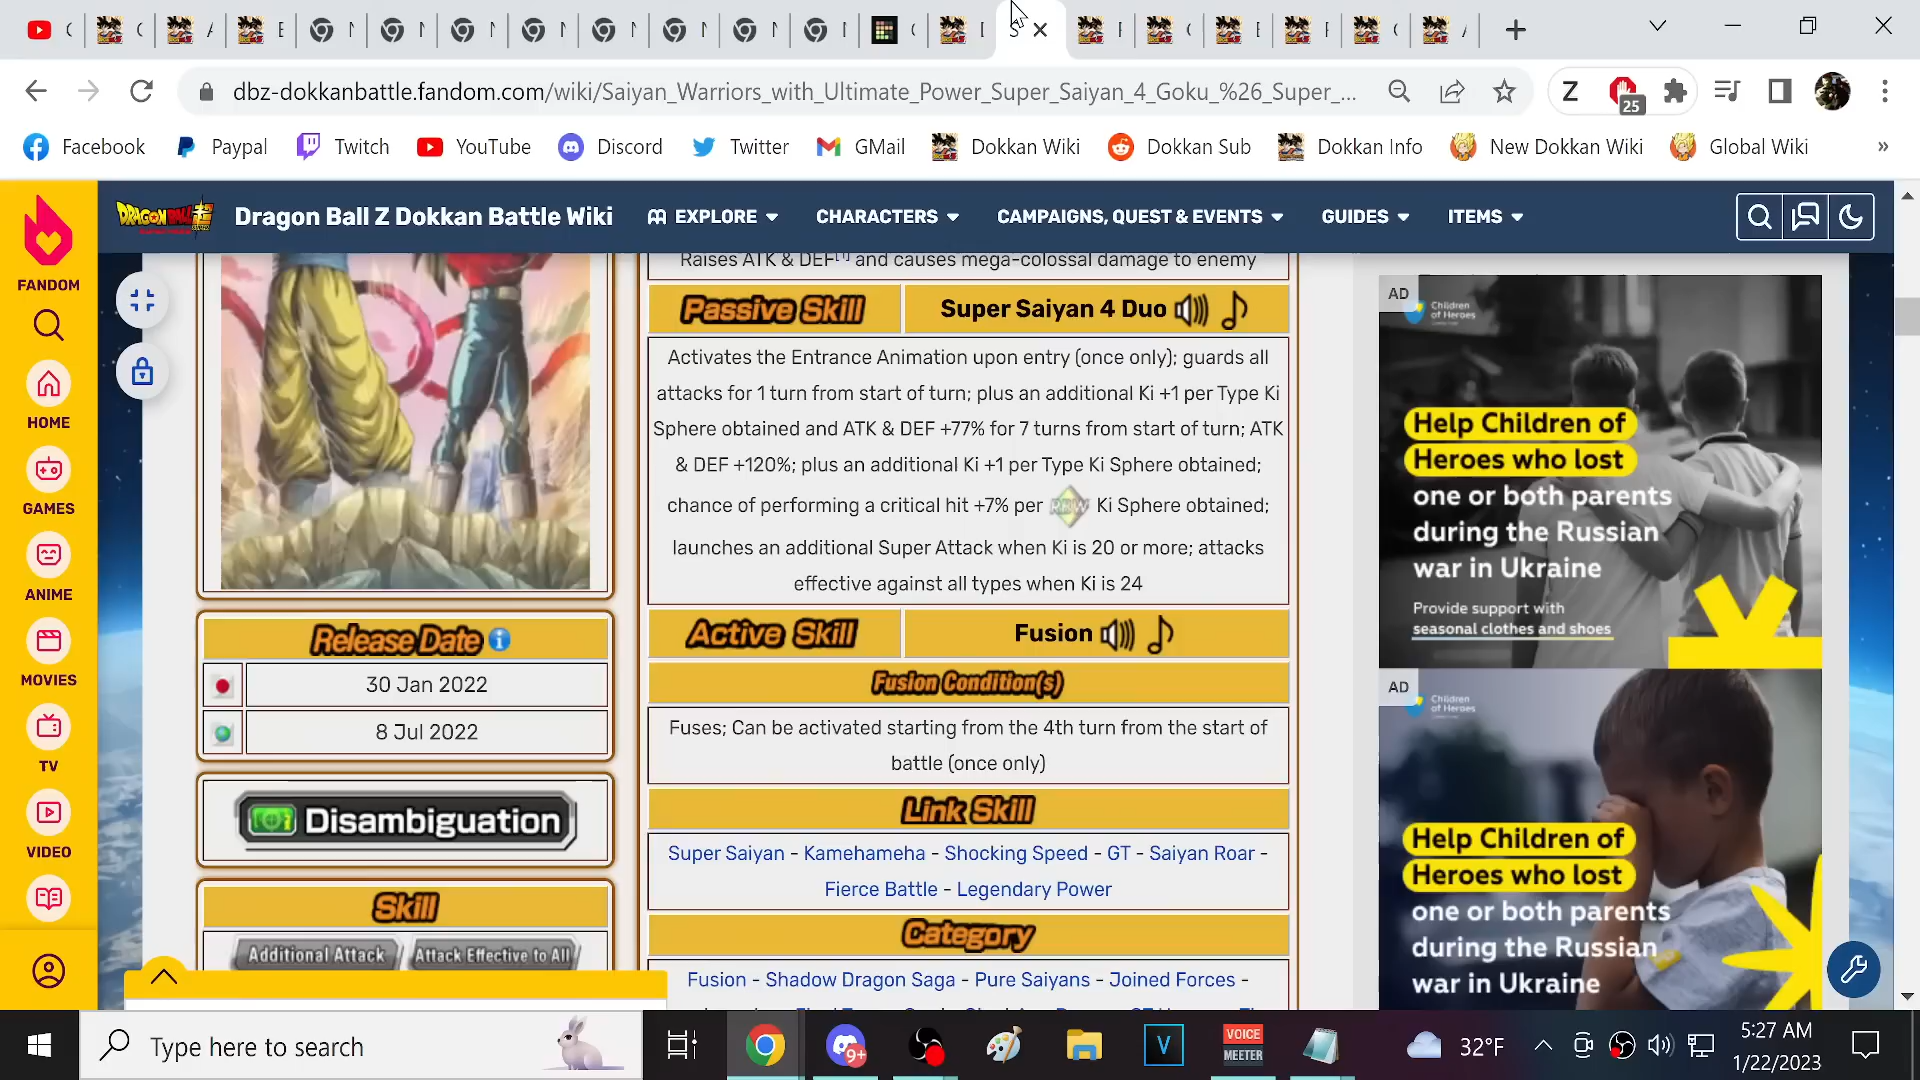 dbz-dokkanbattle.fandom.com/wiki/Saiyan_Warriors_with_Ultimate_Power_Super_Saiyan_4_Goku_%26_Super_...
25
Facebook Paypal Twitch YouTube Discord Twitter GMail Dokkan Wiki Dokkan Sub Dokkan Info New Dokkan Wiki Global Wiki »
Dragon Ball Z Dokkan Battle Wiki EXPLORE CHARACTERS CAMPAIGNS, QUEST & EVENTS GUIDES ITEMS
FANDOM
HOME
GAMES
ANIME
MOVIES
TV
VIDEO
Release Date
30 Jan 2022
8 Jul 2022
Disambiguation
Skill
Additional Attack Attack Effective to All
Raises ATK & DEF[1] and causes mega-colossal damage to enemy
Passive Skill Super Saiyan 4 Duo
Activates the Entrance Animation upon entry (once only); guards all
attacks for 1 turn from start of turn; plus an additional Ki +1 per Type Ki
Sphere obtained and ATK & DEF +77% for 7 turns from start of turn; ATK
& DEF +120%; plus an additional Ki +1 per Type Ki Sphere obtained;
chance of performing a critical hit +7% per RBW Ki Sphere obtained;
launches an additional Super Attack when Ki is 20 or more; attacks
effective against all types when Ki is 24
Active Skill Fusion
Fusion Condition(s)
Fuses; Can be activated starting from the 4th turn from the start of
battle (once only)
Link Skill
Super Saiyan - Kamehameha - Shocking Speed - GT - Saiyan Roar -
Fierce Battle - Legendary Power
Category
Fusion - Shadow Dragon Saga - Pure Saiyans - Joined Forces -
AD
Children
of Heroes
Help Children of
Heroes who lost
one or both parents
during the Russian
war in Ukraine
Provide support with
seasonal clothes and shoes
AD
Children
of Heroes
Help Children of
Heroes who lost
one or both parents
during the Russian
war in Ukraine
Type here to search
9+
V
VOICE
MEETER
32°F
5:27 AM
1/22/2023